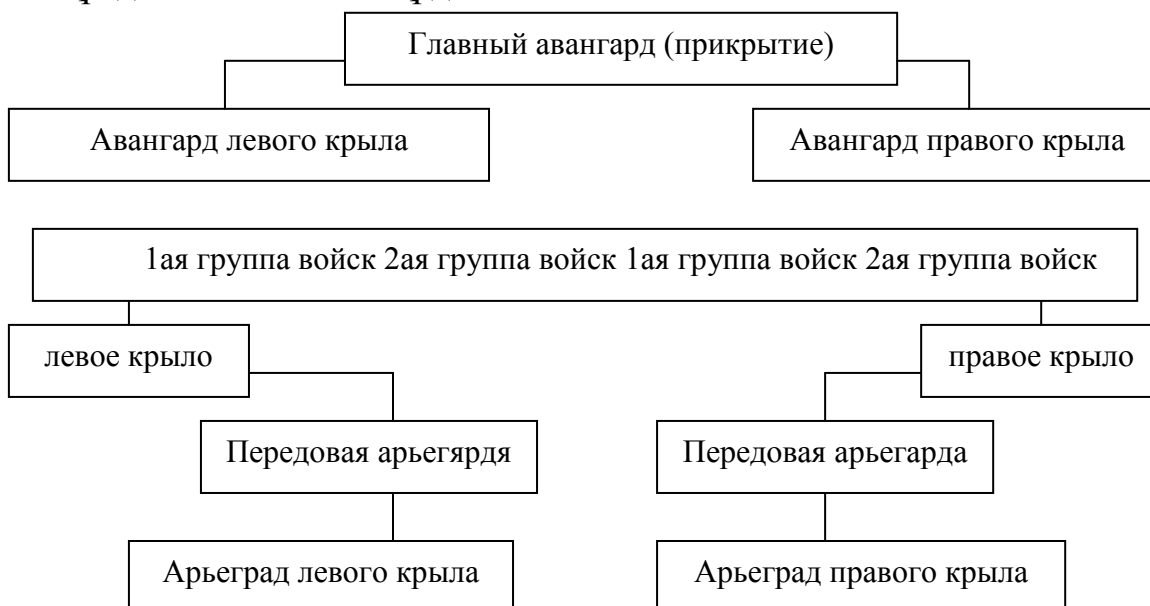 Главный авангард (прикрытие)
Авангард левого крыла
Авангард правого крыла
1ая группа войск 2ая группа войск 1ая группа войск 2ая группа войск
левое крыло
правое крыло
Передовая арьегярдя
Передовая арьегарда
Арьеград левого крыла
Арьеград правого крыла